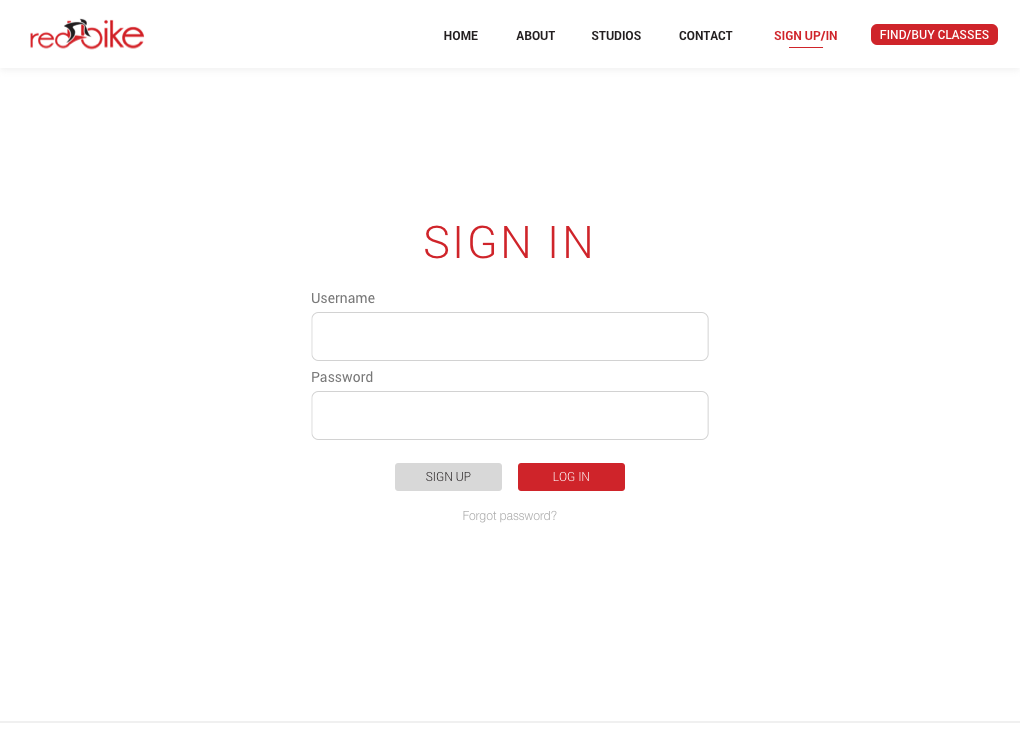 redbike
HOME ABOUT STUDIOS CONTACT SIGN UP/IN FIND/BUY CLASSES
SIGN IN
Username
Password
SIGN UP LOG IN
Forgot password?